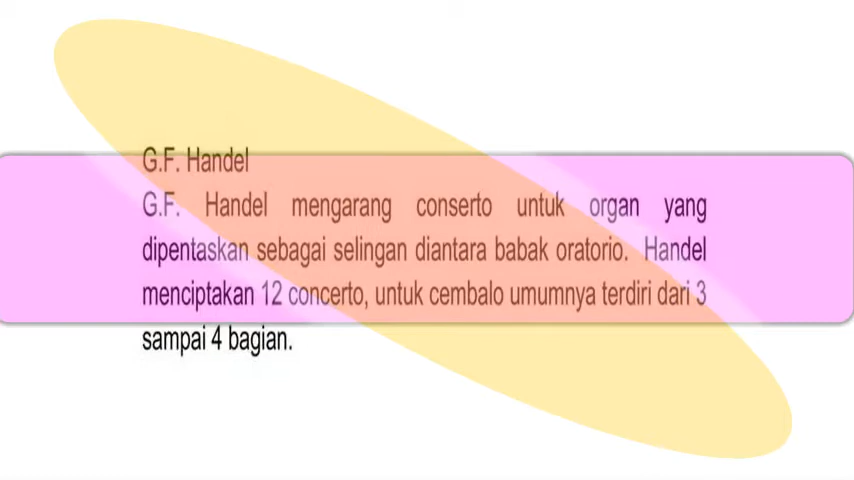 G.F. Handel
G.F. Handel mengarang conserto untuk organ yang
dipentaskan sebagai selingan diantara babak oratorio. Handel
menciptakan 12 concerto, untuk cembalo umumnya terdiri dari 3
sampai 4 bagian.